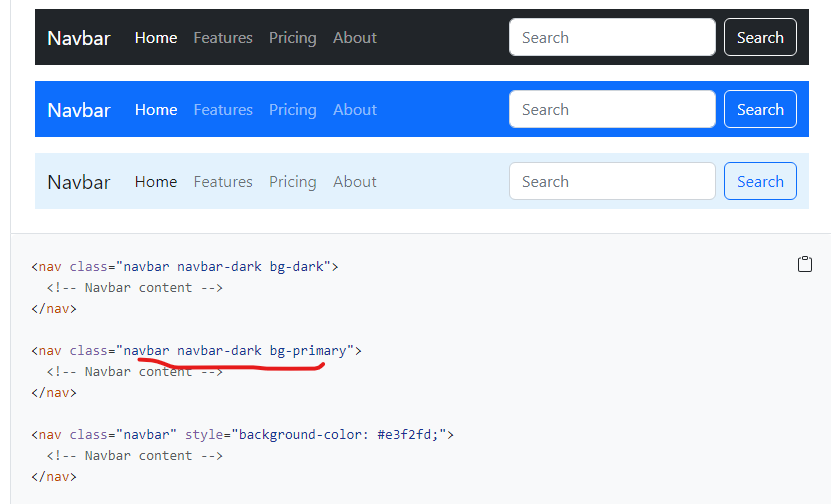 Navbar Home Features Pricing About Search Search
Navbar Home Features Pricing About Search Search
Navbar Home Features Pricing About Search Search
<nav class="navbar navbar-dark bg-dark">
<!-- Navbar content -->
</nav>
<nav class="navbar navbar-dark bg-primary">
<!-- Navbar content -->
</nav>
<nav class="navbar" style="background-color: #e3f2fd;">
<!-- Navbar content -->
</nav>